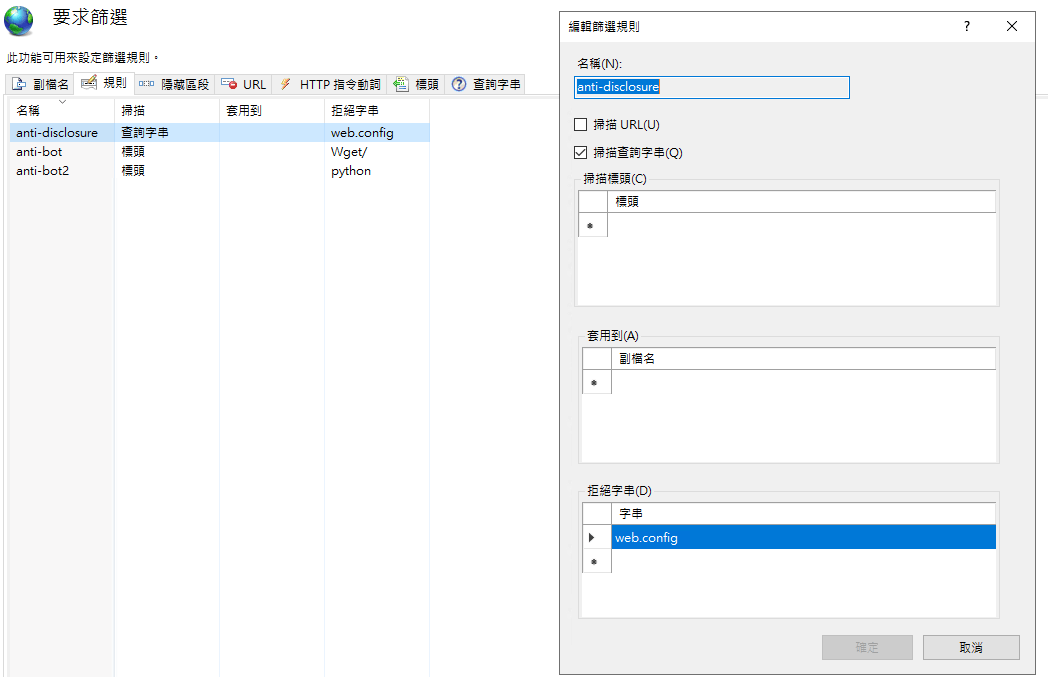 要求篩選
此功能可用來設定篩選規則。
副檔名 規則 隱藏區段 URL HTTP 指令動詞 標頭 查詢字串
名稱 掃描 套用到 拒絕字串
anti-disclosure 查詢字串 web.config
anti-bot 標頭 Wget/
anti-bot2 標頭 python
編輯篩選規則 ?
名稱(N):
anti-disclosure
掃描 URL(U)
掃描查詢字串(Q)
掃描標頭(C)
標頭
套用到(A)
副檔名
拒絕字串(D)
字串
web.config
確定 取消